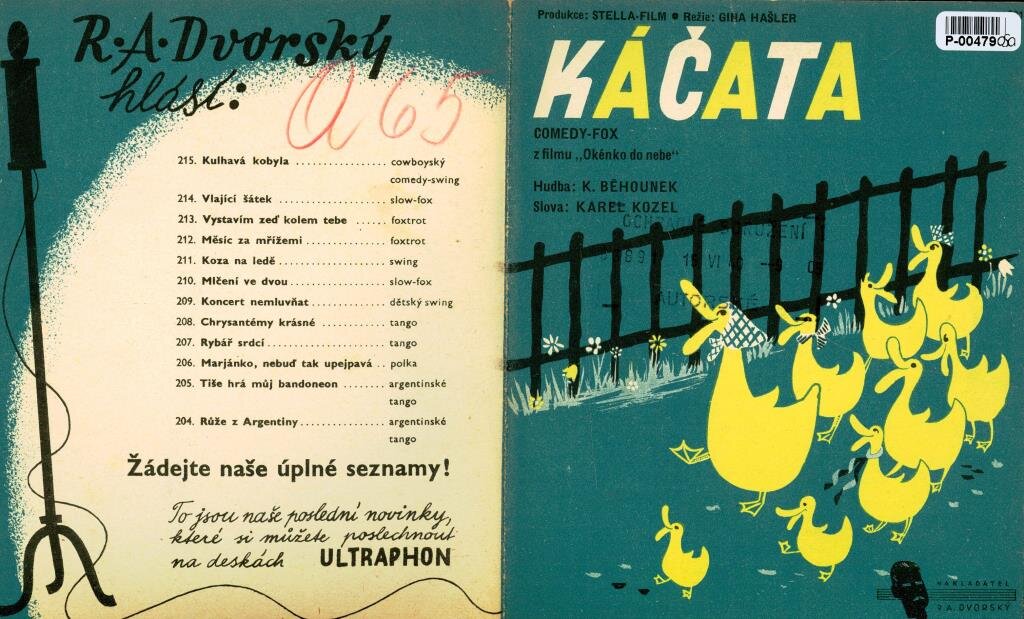 R·A·Dvorský
hlásí:
a 65
215. Kulhavá kobyla .................. cowboyský
comedy-swing
214. Vlající šátek .................... slow-fox
213. Vystavím zeď kolem tebe ...... foxtrot
212. Měsíc za mřížemi ............... foxtrot
211. Koza na ledě ..................... swing
210. Mlčení ve dvou ................... slow-fox
209. Koncert nemluvňat .............. dětský swing
208. Chrysantémy krásné ............ tango
207. Rybář srdcí ....................... tango
206. Marjánko, nebuď tak upejpavá .. polka
205. Tiše hrá můj bandoneon ........ argentinské
tango
204. Růže z Argentiny ................ argentinské
tango
Žádejte naše úplné seznamy!
To jsou naše poslední novinky,
které si můžete poslechnout
na deskách ULTRAPHON
Produkce: STELLA-FILM ● Režie: GINA HAŠLER
P-00479
KÁČATA
COMEDY-FOX
z filmu „Okénko do nebe“
Hudba: K. BĚHOUNEK
Slova: KAREL KOZEL
NAKLADATEL
R.A.DVORSKÝ